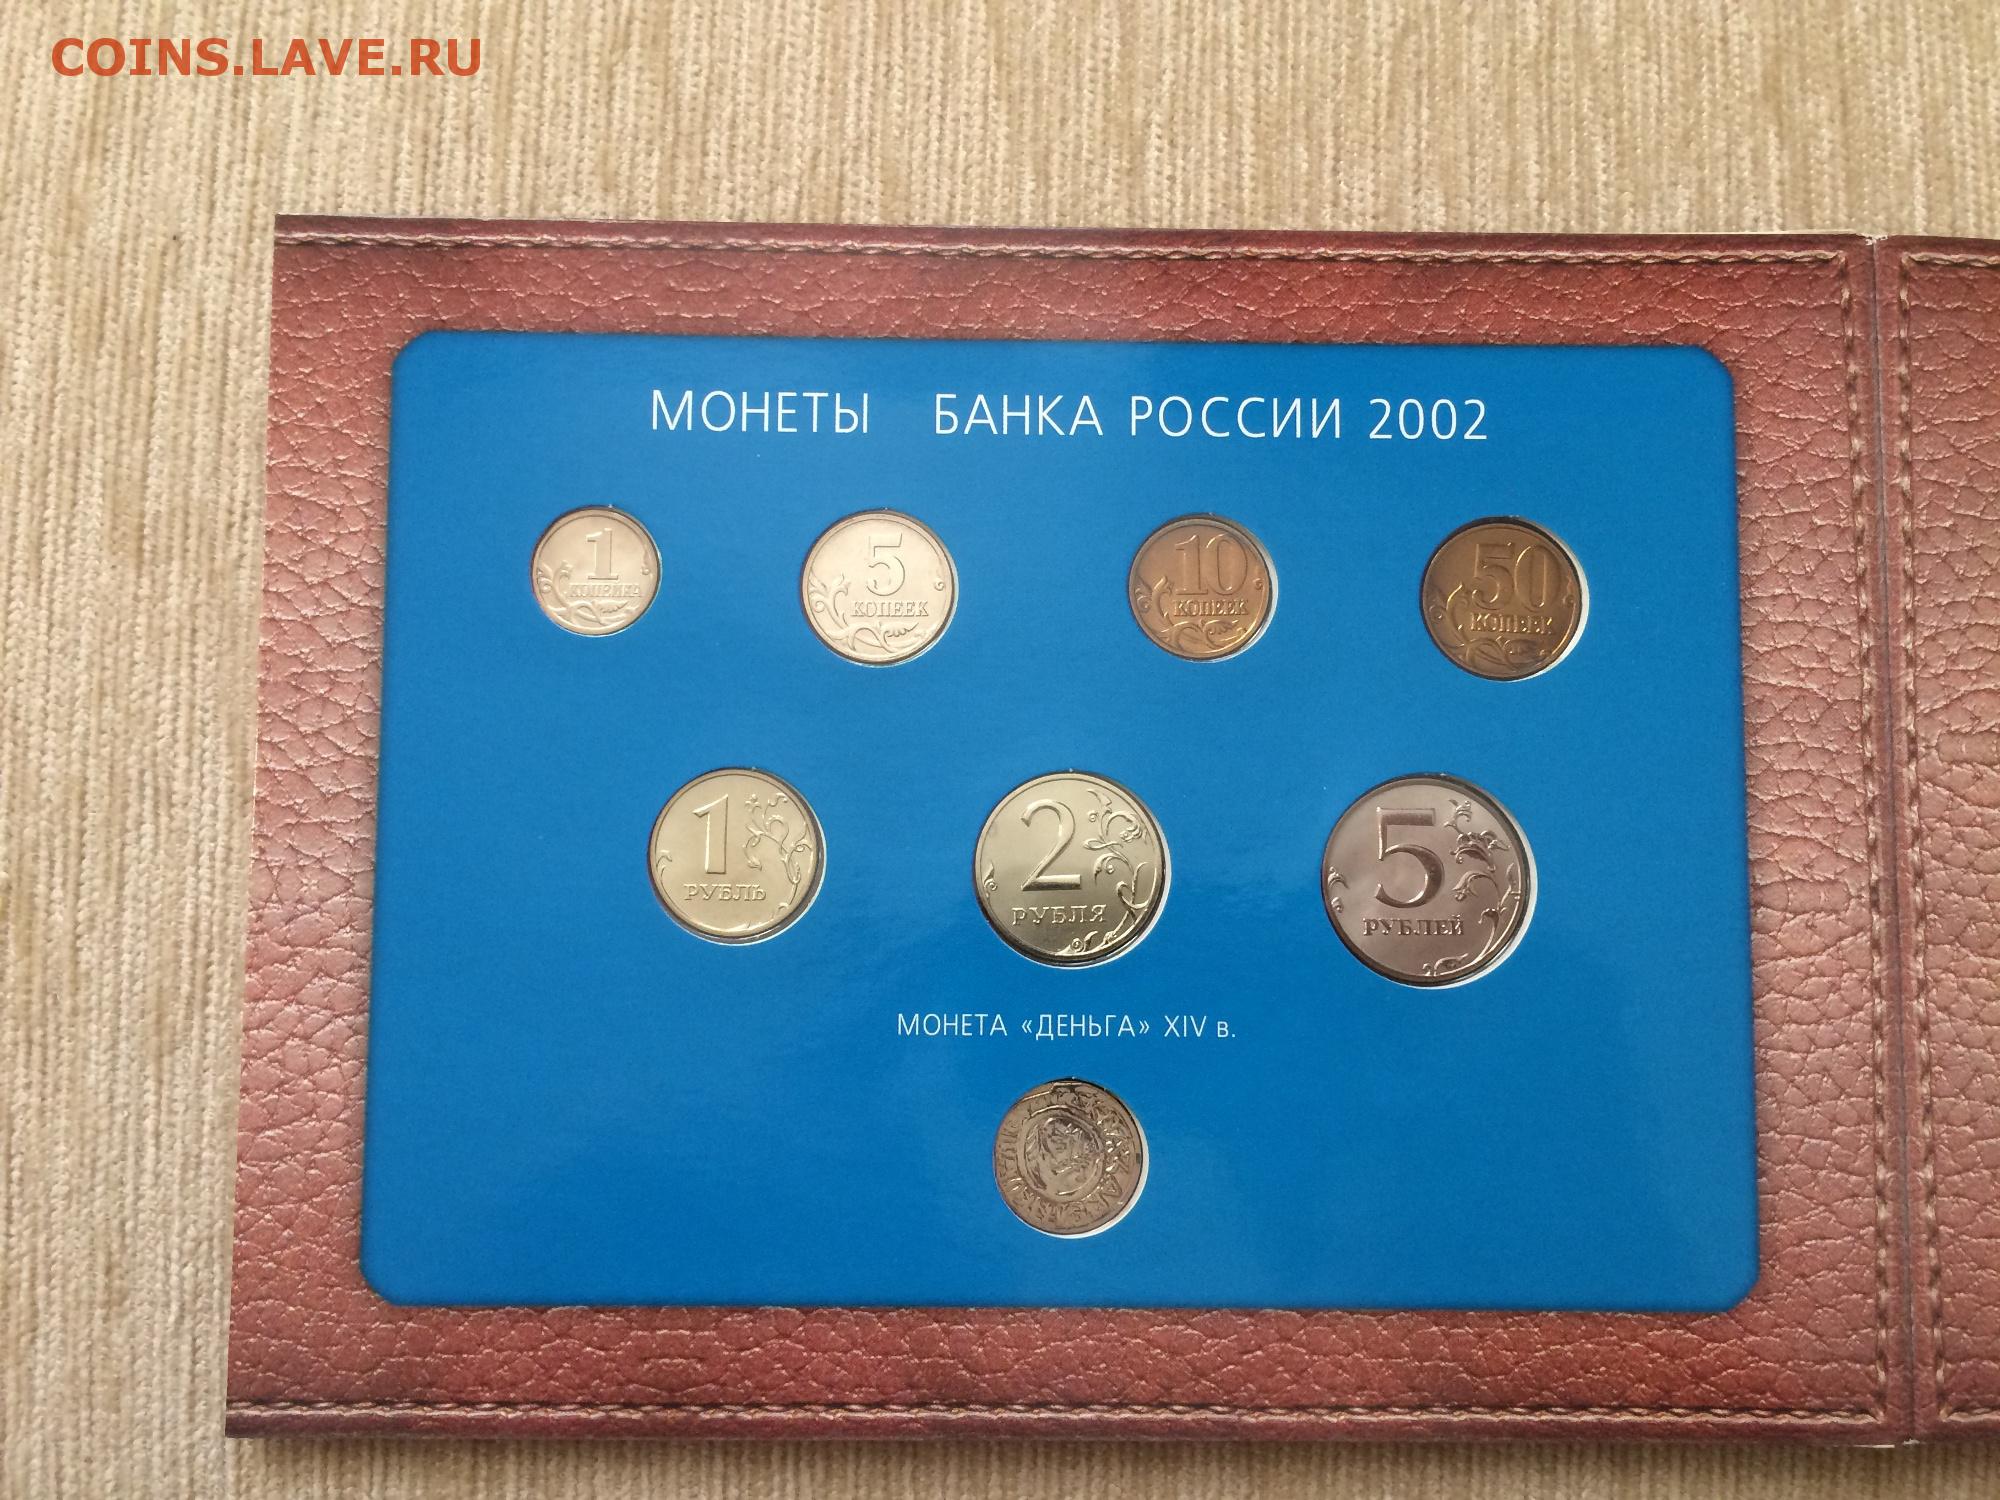 COINS.LAVE.RU
МОНЕТЫ БАНКА РОССИИ 2002
1 КОПЕЙКА
5 КОПЕЕК
10 КОПЕЕК
50 КОПЕЕК
1 РУБЛЬ
2 РУБЛЯ
5 РУБЛЕЙ
МОНЕТА «ДЕНЬГА» XIV в.